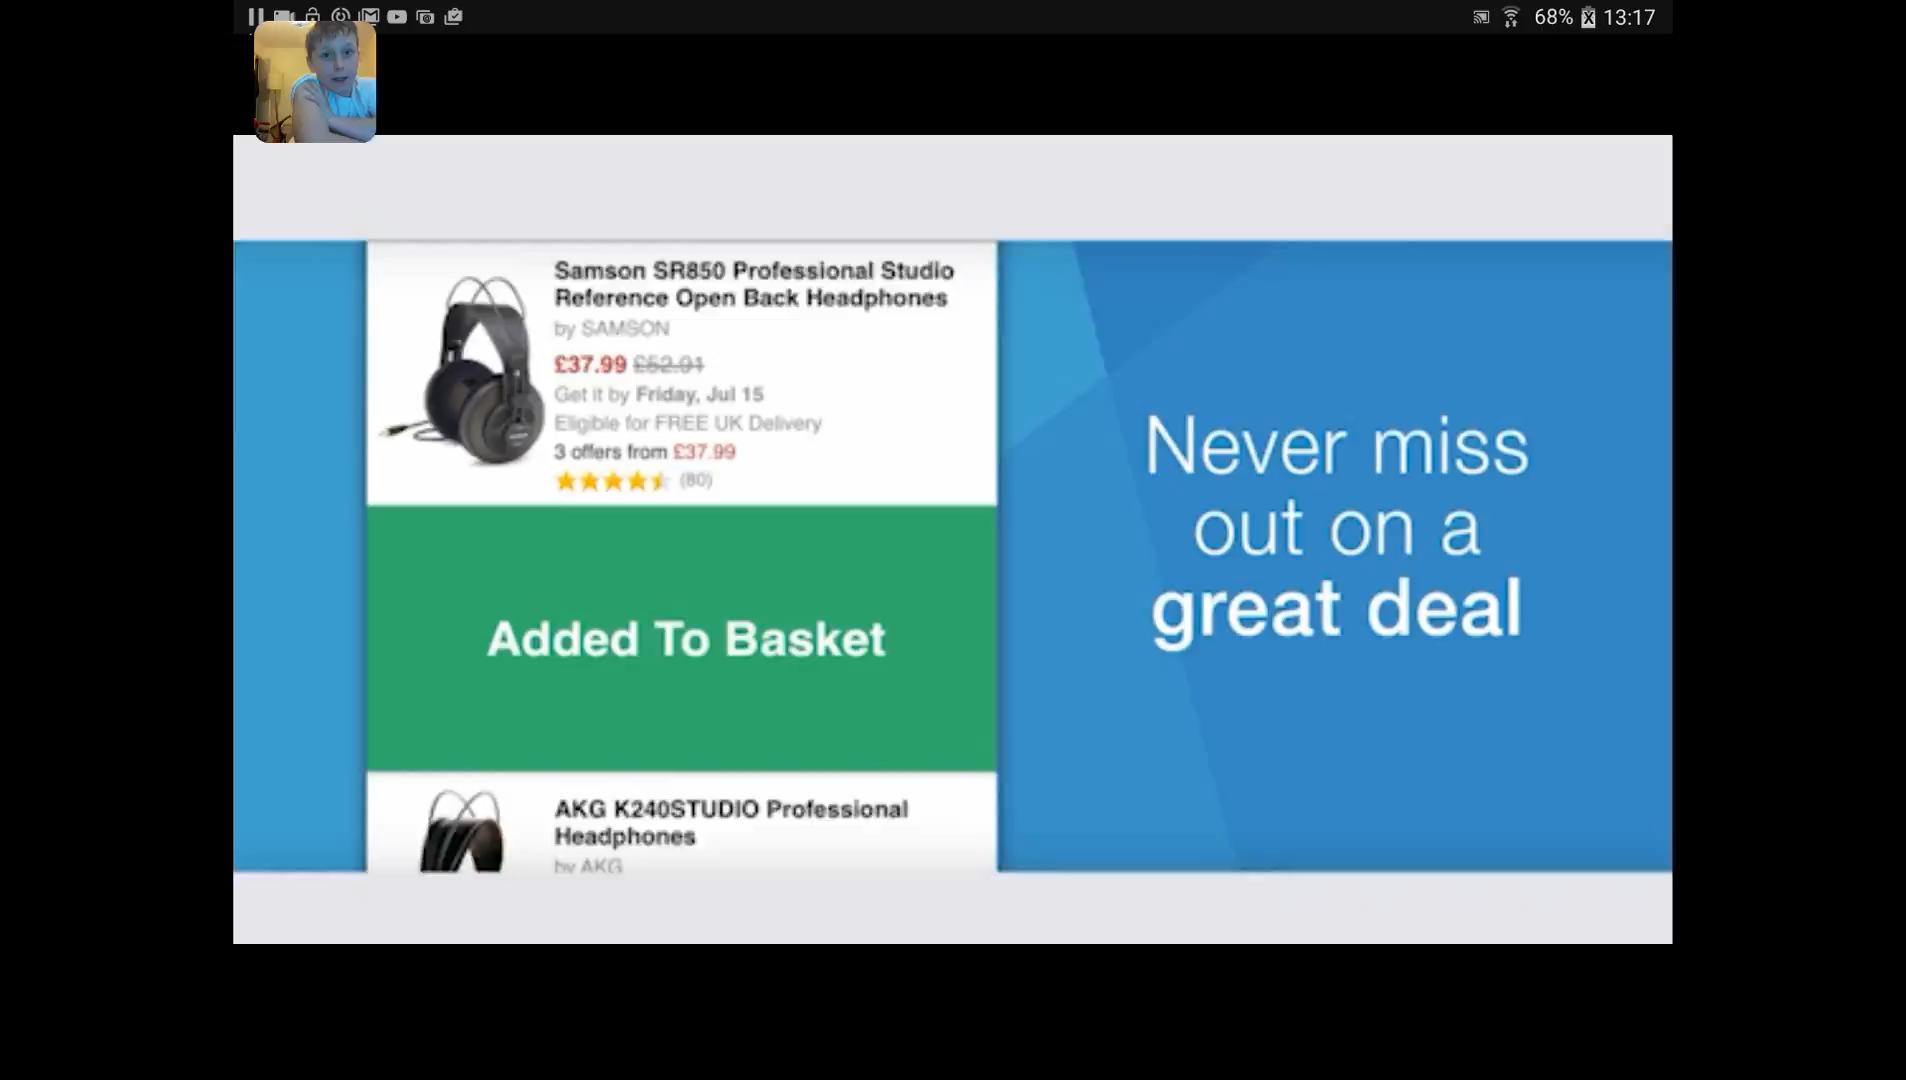 68% 13:17
Samson SR850 Professional Studio
Reference Open Back Headphones
by SAMSON
£37.99 £52.91
Get it by Friday, Jul 15
Eligible for FREE UK Delivery
3 offers from £37.99
(80)
Added To Basket
AKG K240STUDIO Professional
Headphones
by AKG
Never miss
out on a
great deal